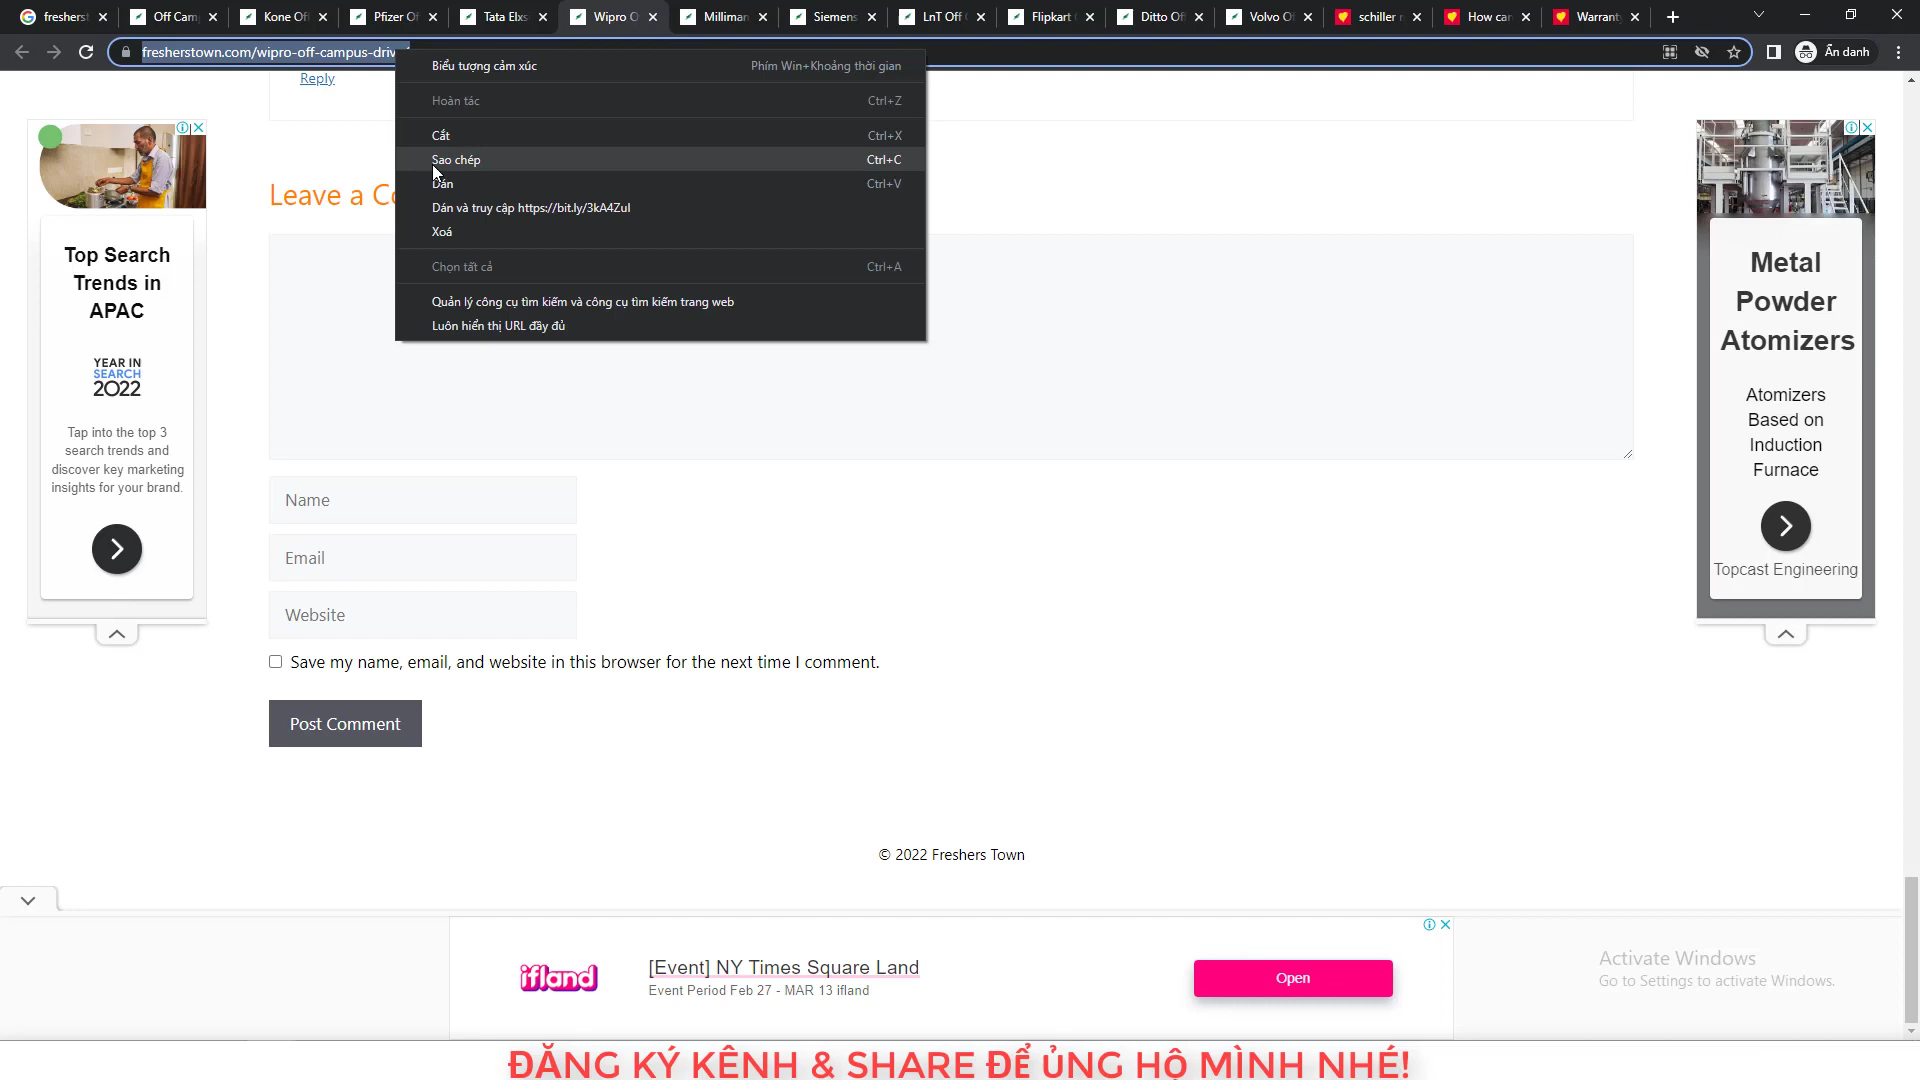 freshers
Off Cam
Kone Of
Pfizer Of
Tata Elxs
Wipro O
Milliman
Siemens
LnT Off
Flipkart
Ditto Of
Volvo Of
schiller
How can
Warranty
fresherstown.com/wipro-off-campus-driv
Ẩn danh
Biểu tượng cảm xúc Phím Win+Khoảng thời gian
Hoàn tác Ctrl+Z
Cắt Ctrl+X
Sao chép Ctrl+C
Dán Ctrl+V
Dán và truy cập https://bit.ly/3kA4ZuI
Xoá
Chọn tất cả Ctrl+A
Quản lý công cụ tìm kiếm và công cụ tìm kiếm trang web
Luôn hiển thị URL đầy đủ
Reply
Leave a Co
Top Search
Trends in
APAC
YEAR IN
SEARCH
2022
Tap into the top 3
search trends and
discover key marketing
insights for your brand.
Metal
Powder
Atomizers
Atomizers
Based on
Induction
Furnace
Topcast Engineering
Name
Email
Website
Save my name, email, and website in this browser for the next time I comment.
Post Comment
© 2022 Freshers Town
ifland
[Event] NY Times Square Land
Event Period Feb 27 - MAR 13 ifland
Open
Activate Windows
Go to Settings to activate Windows.
ĐĂNG KÝ KÊNH & SHARE ĐỂ ỦNG HỘ MÌNH NHÉ!